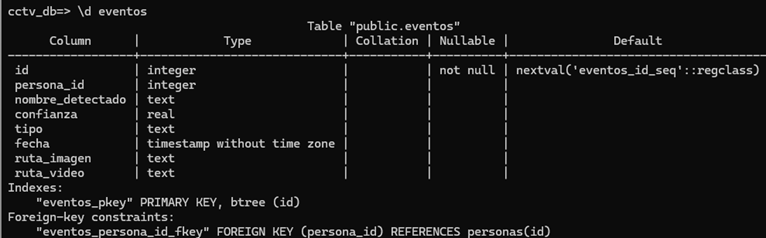 cctv_db=> \d eventos
                                        Table "public.eventos"
      Column      |            Type             | Collation | Nullable |               Default
------------------+-----------------------------+-----------+----------+-------------------------------------
 id               | integer                     |           | not null | nextval('eventos_id_seq'::regclass)
 persona_id       | integer                     |           |          |
 nombre_detectado | text                        |           |          |
 confianza        | real                        |           |          |
 tipo             | text                        |           |          |
 fecha            | timestamp without time zone |           |          |
 ruta_imagen      | text                        |           |          |
 ruta_video       | text                        |           |          |
Indexes:
    "eventos_pkey" PRIMARY KEY, btree (id)
Foreign-key constraints:
    "eventos_persona_id_fkey" FOREIGN KEY (persona_id) REFERENCES personas(id)